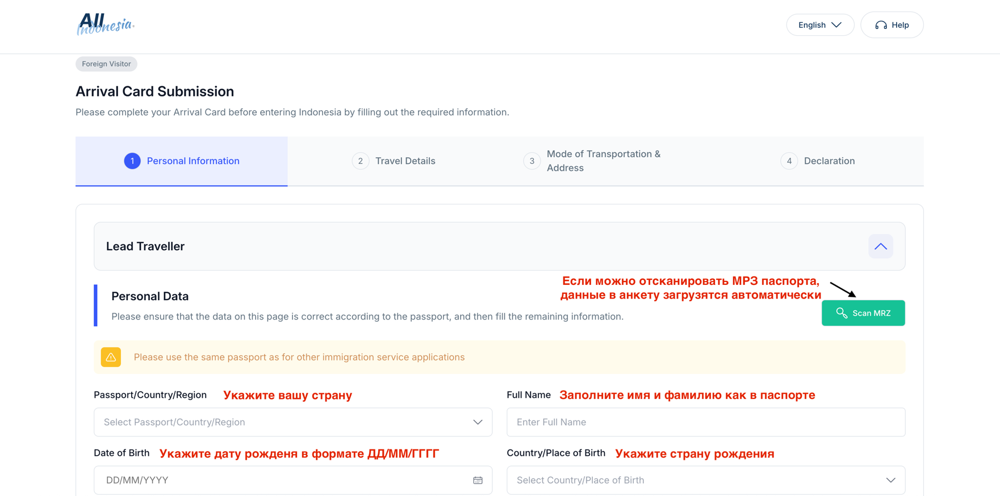 All
Indonesia
English
Help
Foreign Visitor
Arrival Card Submission
Please complete your Arrival Card before entering Indonesia by filling out the required information.
1 Personal Information
2 Travel Details
3 Mode of Transportation &
Address
4 Declaration
Lead Traveller
Если можно отсканировать МРЗ паспорта,
данные в анкету загрузятся автоматически
Personal Data
Please ensure that the data on this page is correct according to the passport, and then fill the remaining information.
Scan MRZ
Please use the same passport as for other immigration service applications
Passport/Country/Region Укажите вашу страну
Select Passport/Country/Region
Full Name Заполните имя и фамилию как в паспорте
Enter Full Name
Date of Birth Укажите дату рожденя в формате ДД/ММ/ГГГГ
DD/MM/YYYY
Country/Place of Birth Укажите страну рождения
Select Country/Place of Birth